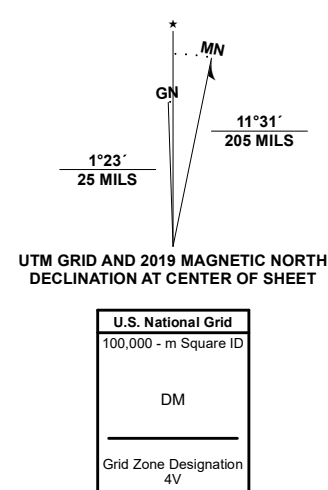 ★
MN
GN
11°31´
205 MILS
1°23´
25 MILS
UTM GRID AND 2019 MAGNETIC NORTH
DECLINATION AT CENTER OF SHEET
U.S. National Grid
100,000 - m Square ID
DM
Grid Zone Designation
4V